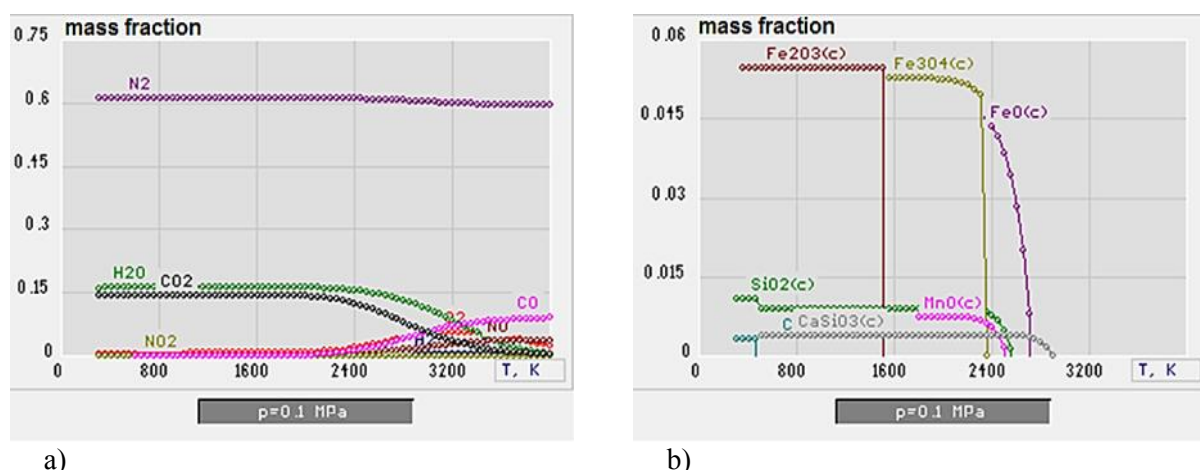 mass fraction
0.75
N2
0.6
0.45
0.3
H2O
CO2
0.15
CO
O2
NO
NO2
H
0
0
800
1600
2400
3200
T, K
p=0.1 MPa
a)
mass fraction
0.06
Fe2O3(c)
Fe3O4(c)
0.045
FeO(c)
0.03
0.015
SiO2(c)
MnO(c)
C
CaSiO3(c)
0
0
800
1600
2400
3200
T, K
p=0.1 MPa
b)